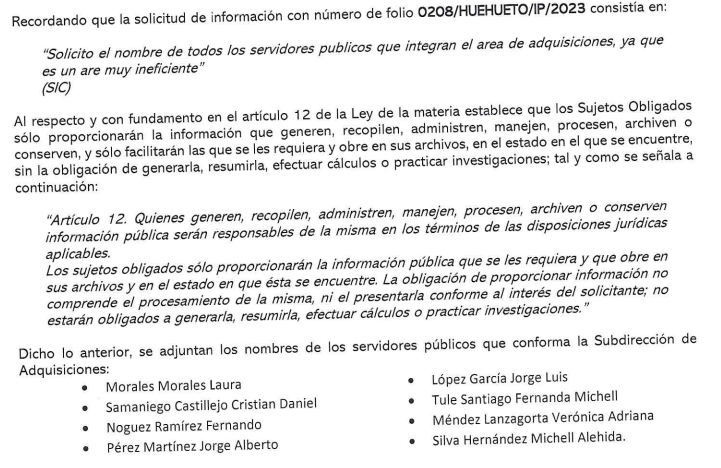 Recordando que la solicitud de información con número de folio 0208/HUEHUETO/IP/2023 consistía en:
"Solicito el nombre de todos los servidores publicos que integran el area de adquisiciones, ya que
es un are muy ineficiente"
(SIC)
Al respecto y con fundamento en el artículo 12 de la Ley de la materia establece que los Sujetos Obligados
sólo proporcionarán la información que generen, recopilen, administren, manejen, procesen, archiven o
conserven, y sólo facilitarán las que se les requiera y obre en sus archivos, en el estado en el que se encuentre,
sin la obligación de generarla, resumirla, efectuar cálculos o practicar investigaciones; tal y como se señala a
continuación:
"Artículo 12. Quienes generen, recopilen, administren, manejen, procesen, archiven o conserven
información pública serán responsables de la misma en los términos de las disposiciones jurídicas
aplicables.
Los sujetos obligados sólo proporcionarán la información pública que se les requiera y que obre en
sus archivos y en el estado en que ésta se encuentre. La obligación de proporcionar información no
comprende el procesamiento de la misma, ni el presentarla conforme al interés del solicitante; no
estarán obligados a generarla, resumirla, efectuar cálculos o practicar investigaciones."
Dicho lo anterior, se adjuntan los nombres de los servidores públicos que conforma la Subdirección de
Adquisiciones:
• Morales Morales Laura
• Samaniego Castillejo Cristian Daniel
• Noguez Ramírez Fernando
• Pérez Martínez Jorge Alberto
• López García Jorge Luis
• Tule Santiago Fernanda Michell
• Méndez Lanzagorta Verónica Adriana
• Silva Hernández Michell Alehida.